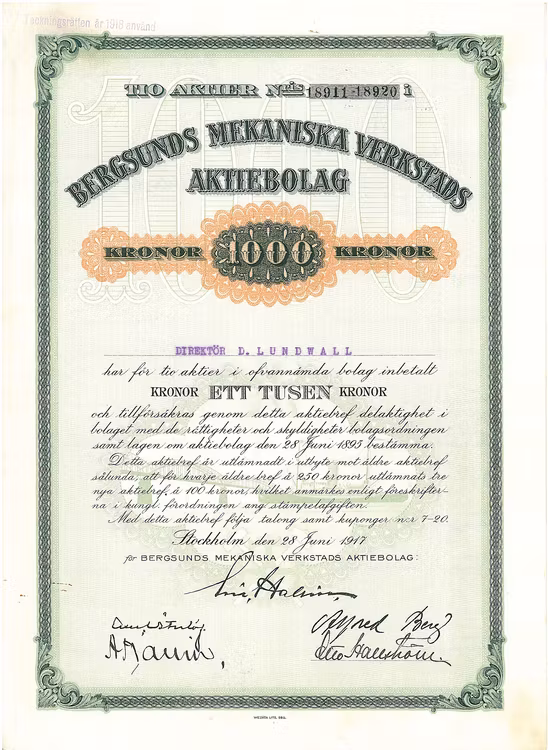 Teckningsrätten år 1918 använd
TIO AKTIER Nris 18911-18920
BERGSUNDS MEKANISKA VERKSTADS
AKTIEBOLAG
KRONOR 1000 KRONOR
DIREKTÖR D. LUNDWALL
har för tio aktier i ofvannämda bolag inbetalt
KRONOR ETT TUSEN KRONOR
och tillförsäkras genom detta aktiebref delaktighet i
bolaget med de rättigheter och skyldigheter bolagsordningen
samt lagen om aktiebolag den 28 Juni 1895 bestämma.
Detta aktiebref är utlämnadt i utbyte mot äldre aktiebref
sålunda, att för hvarje äldre bref à 250 kronor utlämnats tre
nya aktiebref, à 100 kronor, hvilket anmärkes enligt föreskrifter-
na i kungl. förordningen ang. stämpelafgiften.
Med detta aktiebref följa talong samt kuponger n:r 7-20.
Stockholm den 28 Juni 1917
för BERGSUNDS MEKANISKA VERKSTADS AKTIEBOLAG:
Alfred Berg
Otto Hallström.